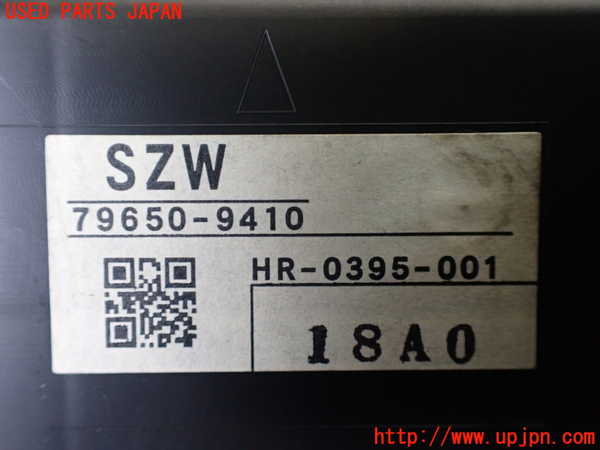 USED PARTS JAPAN
SZW
79650-9410
HR-0395-001
18A0
http://www.upjpn.com/